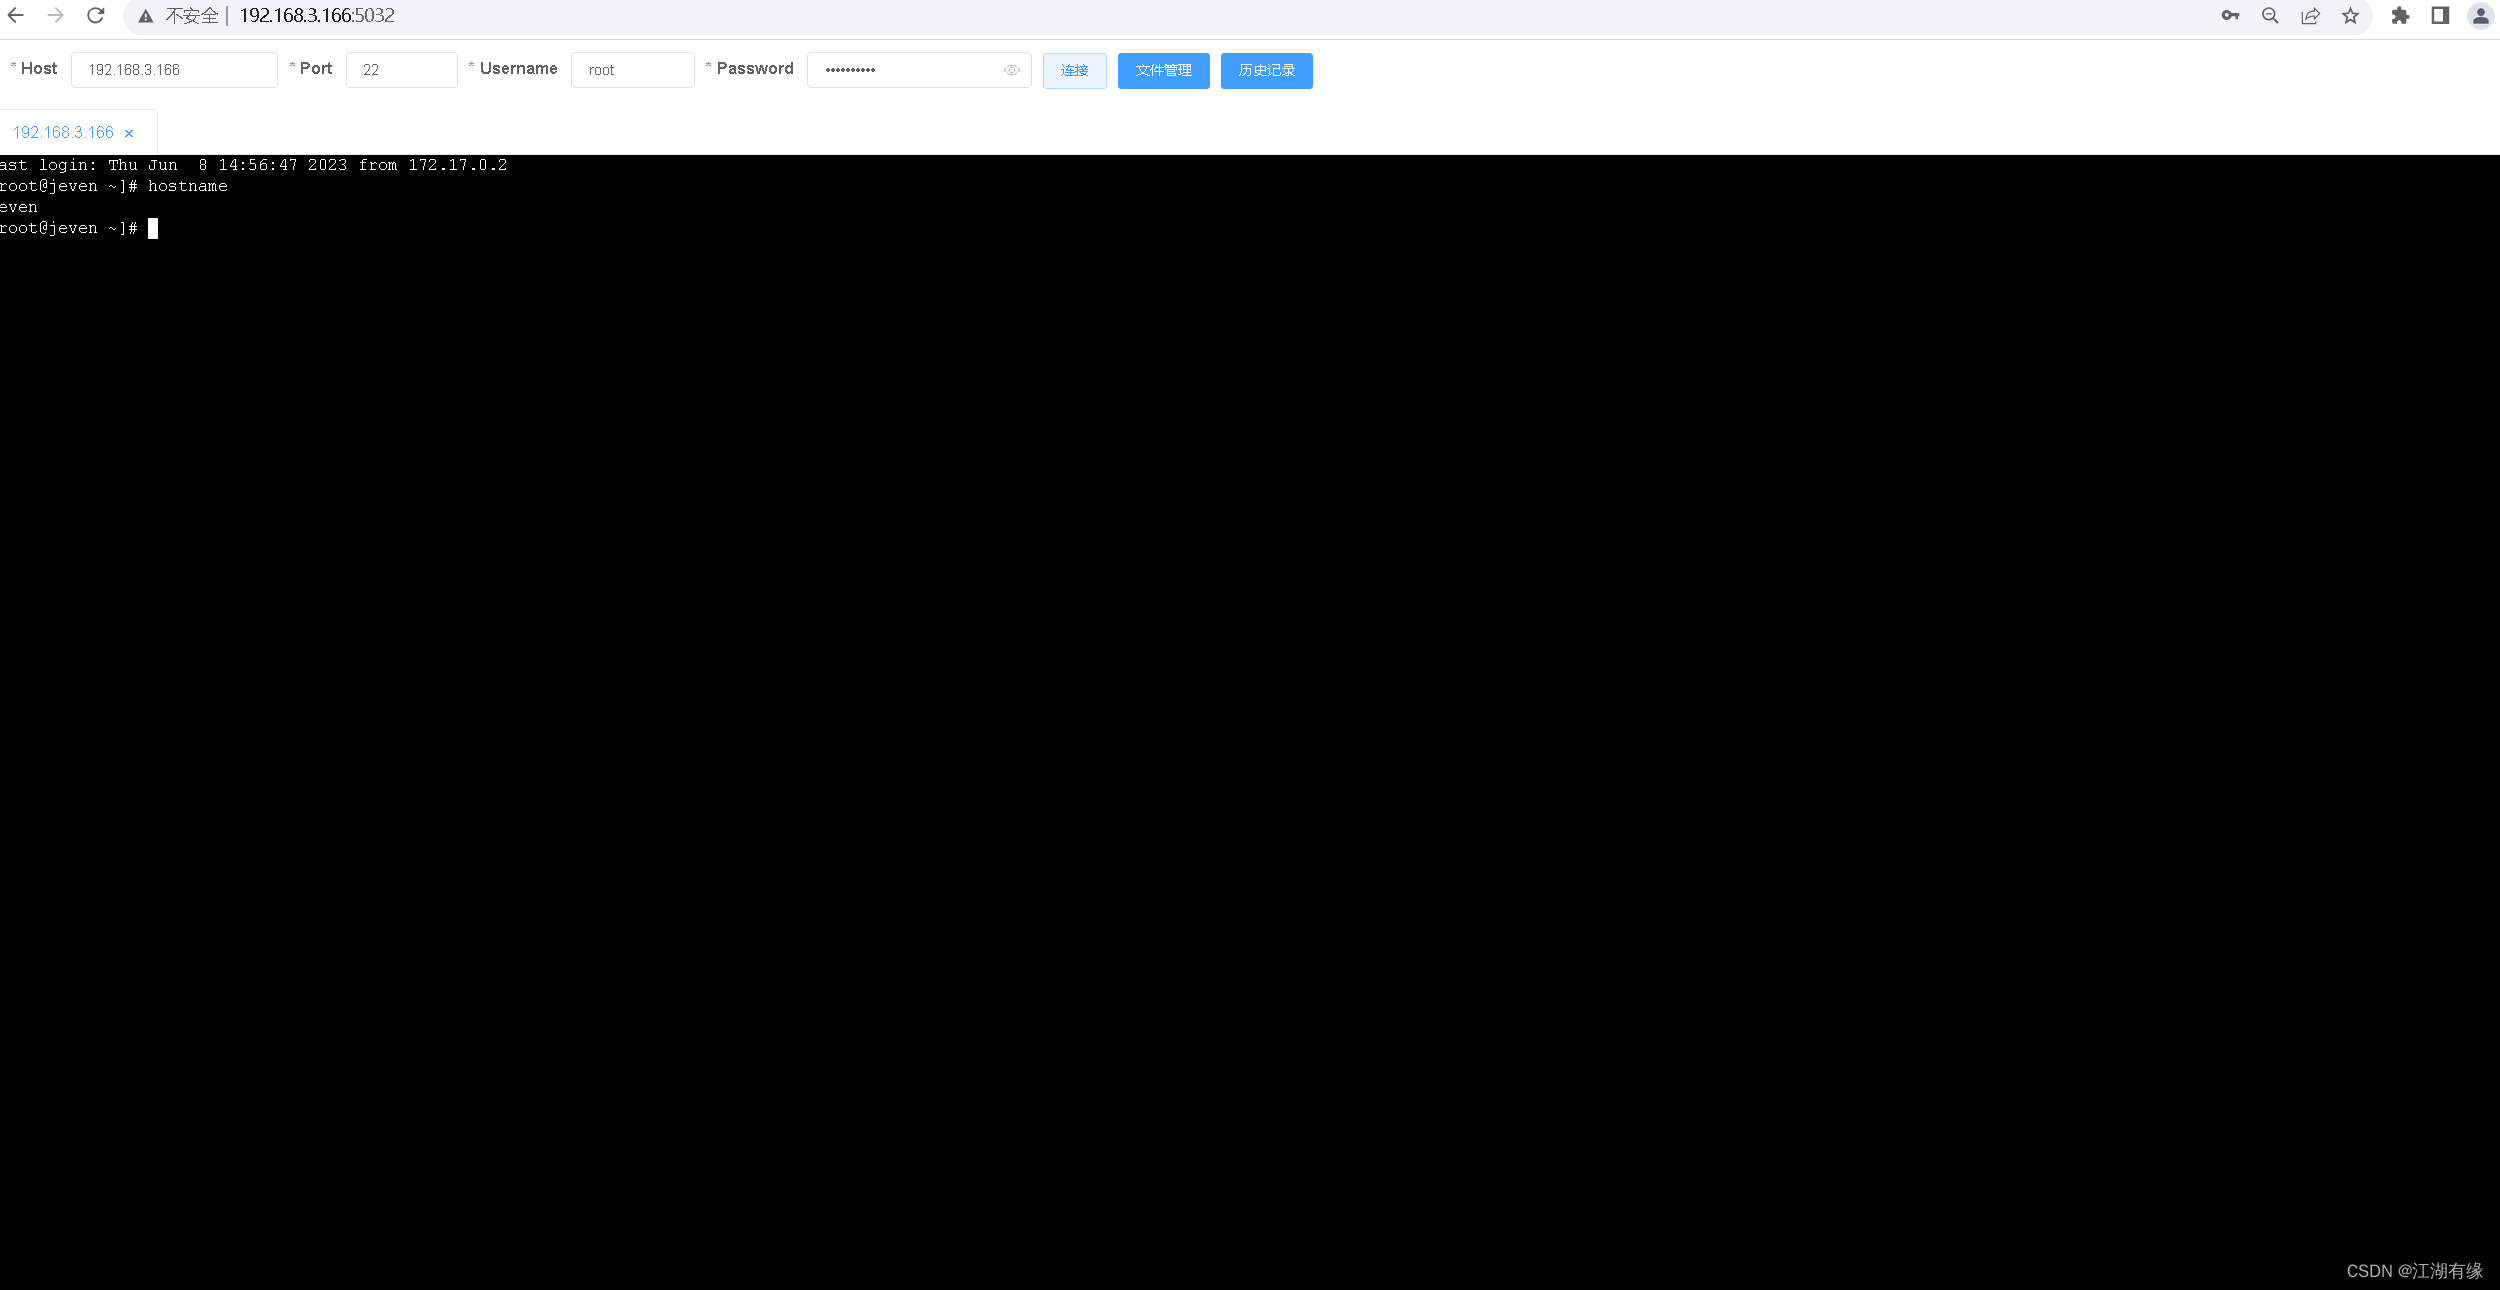 不安全 | 192.168.3.166:5032
* Host 192.168.3.166 * Port 22 * Username root * Password •••••••••• 连接 文件管理 历史记录
192.168.3.166 ×
ast login: Thu Jun  8 14:56:47 2023 from 172.17.0.2
root@jeven ~]# hostname
even
root@jeven ~]#
CSDN @江湖有缘